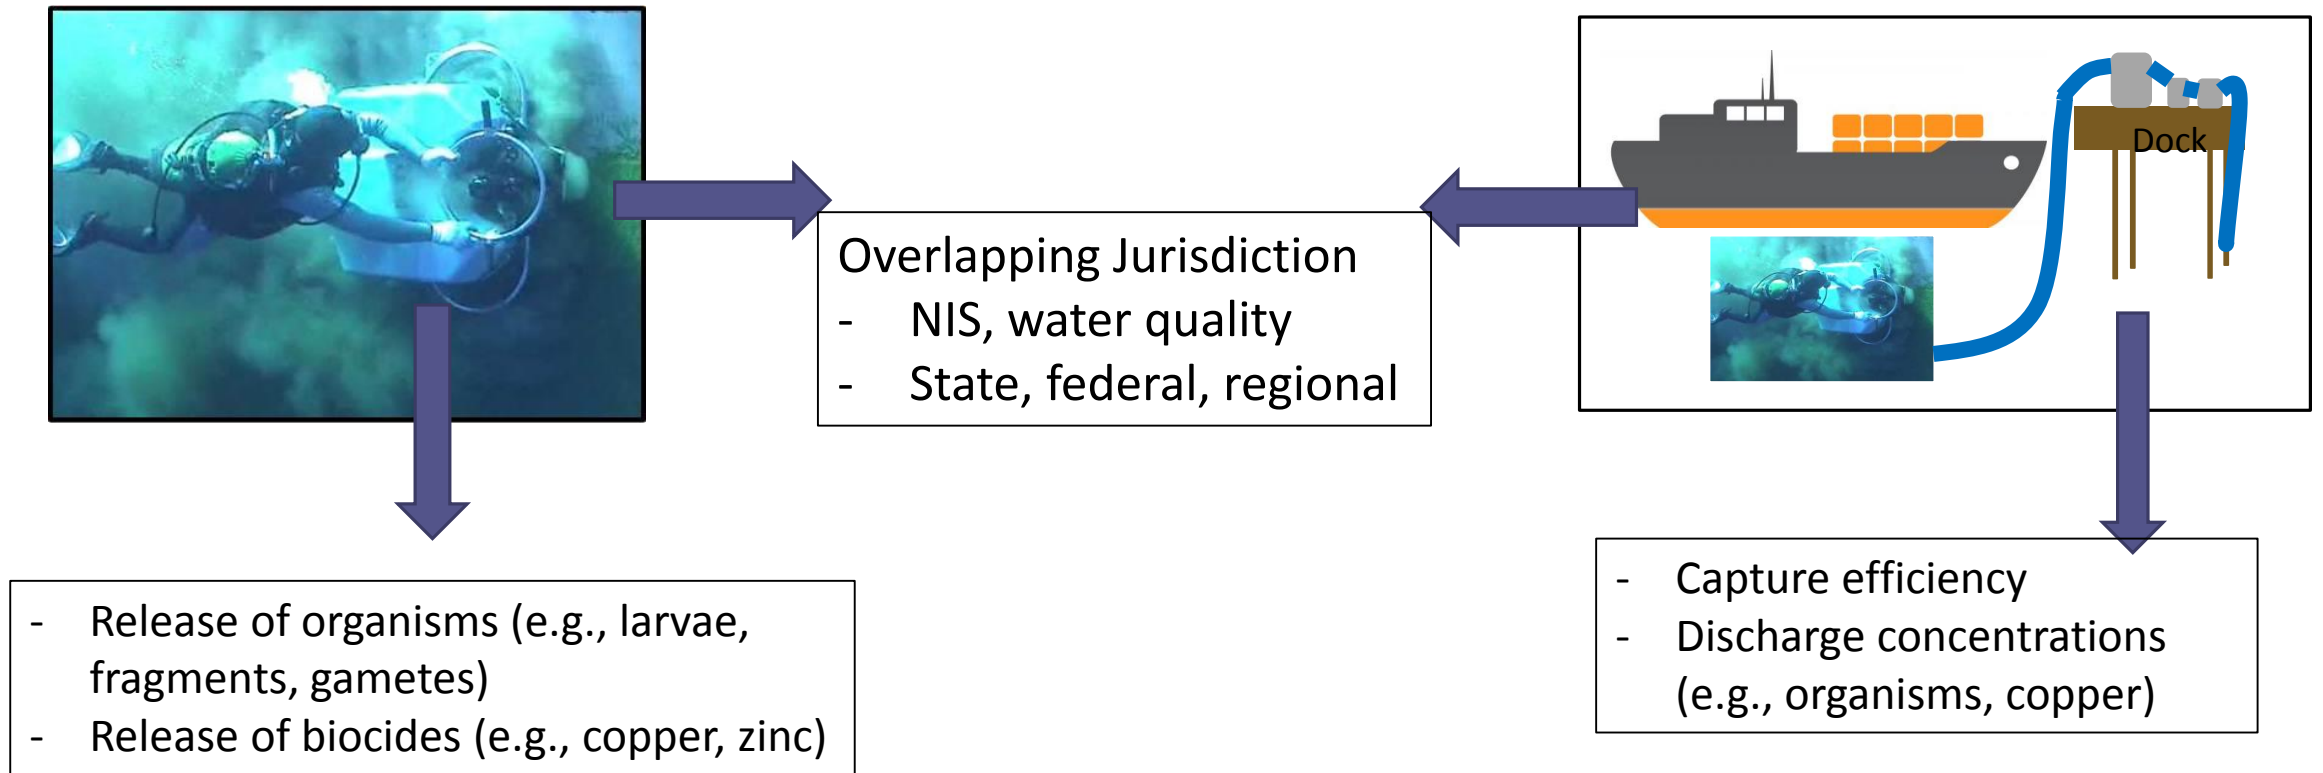 Dock
Overlapping Jurisdiction
- NIS, water quality
- State, federal, regional
- Release of organisms (e.g., larvae,
fragments, gametes)
- Release of biocides (e.g., copper, zinc)
- Capture efficiency
- Discharge concentrations
(e.g., organisms, copper)